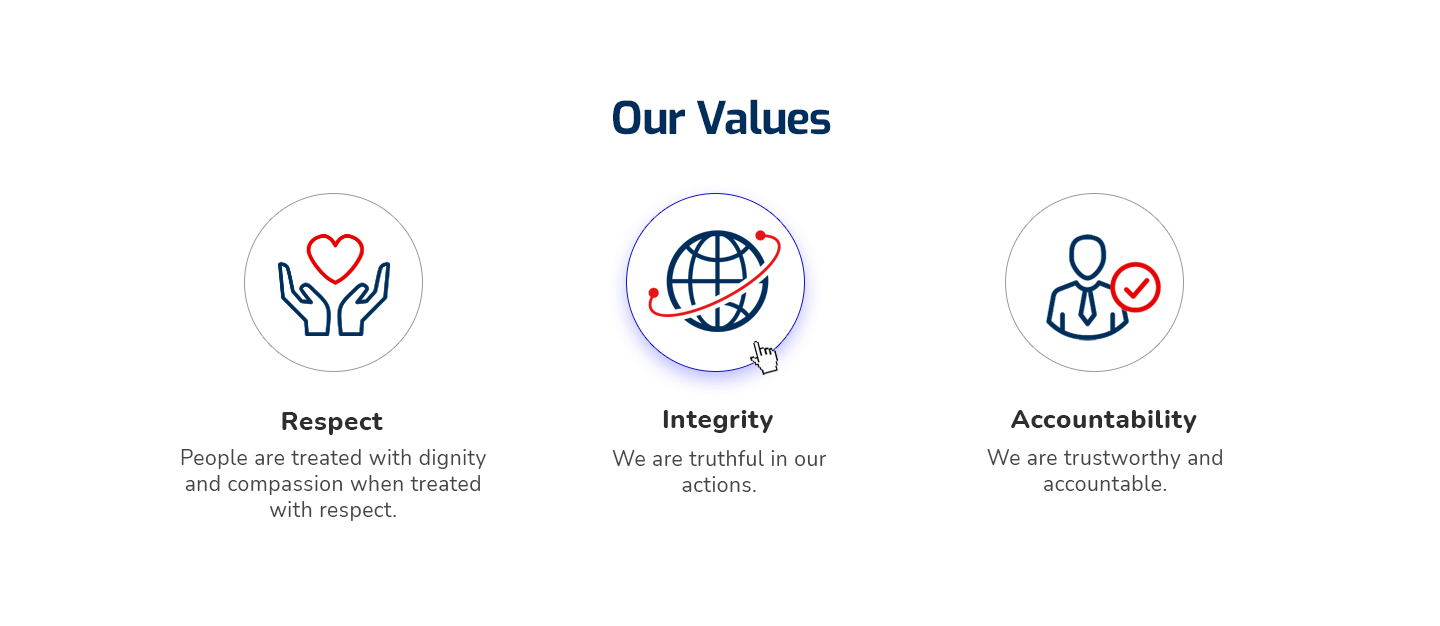 Our Values
Respect
People are treated with dignity
and compassion when treated
with respect.
Integrity
We are truthful in our
actions.
Accountability
We are trustworthy and
accountable.